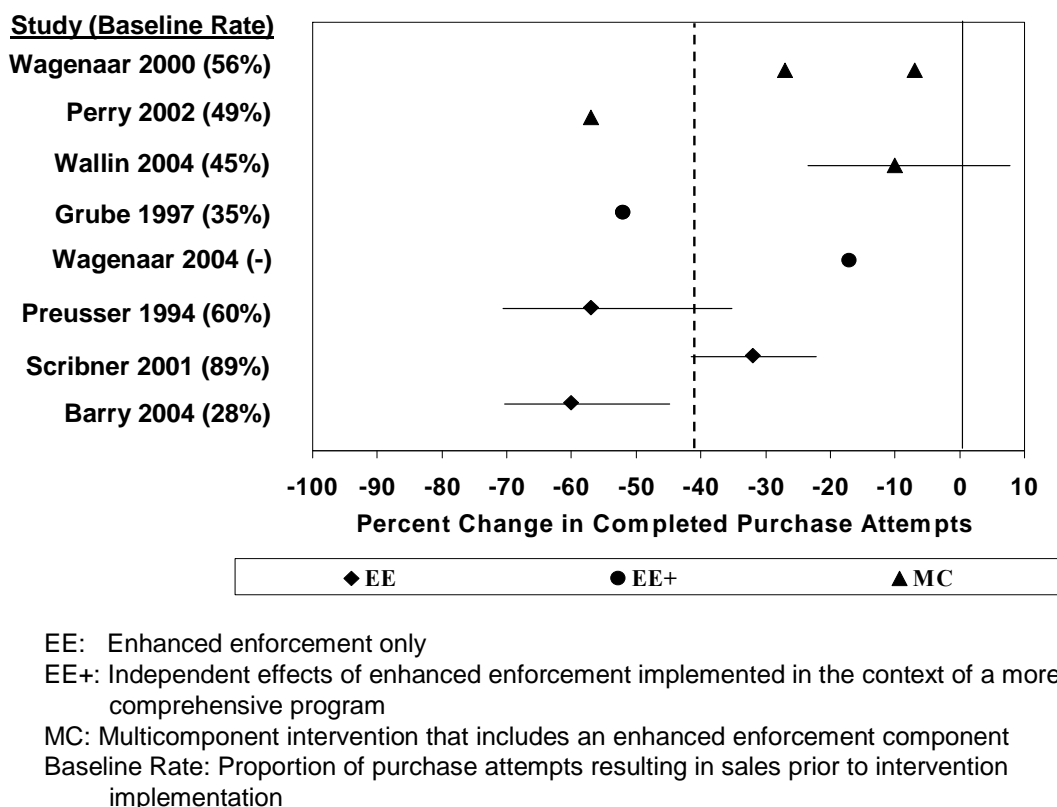 Study (Baseline Rate)
Wagenaar 2000 (56%)
Perry 2002 (49%)
Wallin 2004 (45%)
Grube 1997 (35%)
Wagenaar 2004 (-)
Preusser 1994 (60%)
Scribner 2001 (89%)
Barry 2004 (28%)
-100 -90 -80 -70 -60 -50 -40 -30 -20 -10 0 10
Percent Change in Completed Purchase Attempts
EE EE+ MC
EE: Enhanced enforcement only
EE+: Independent effects of enhanced enforcement implemented in the context of a more
comprehensive program
MC: Multicomponent intervention that includes an enhanced enforcement component
Baseline Rate: Proportion of purchase attempts resulting in sales prior to intervention
implementation